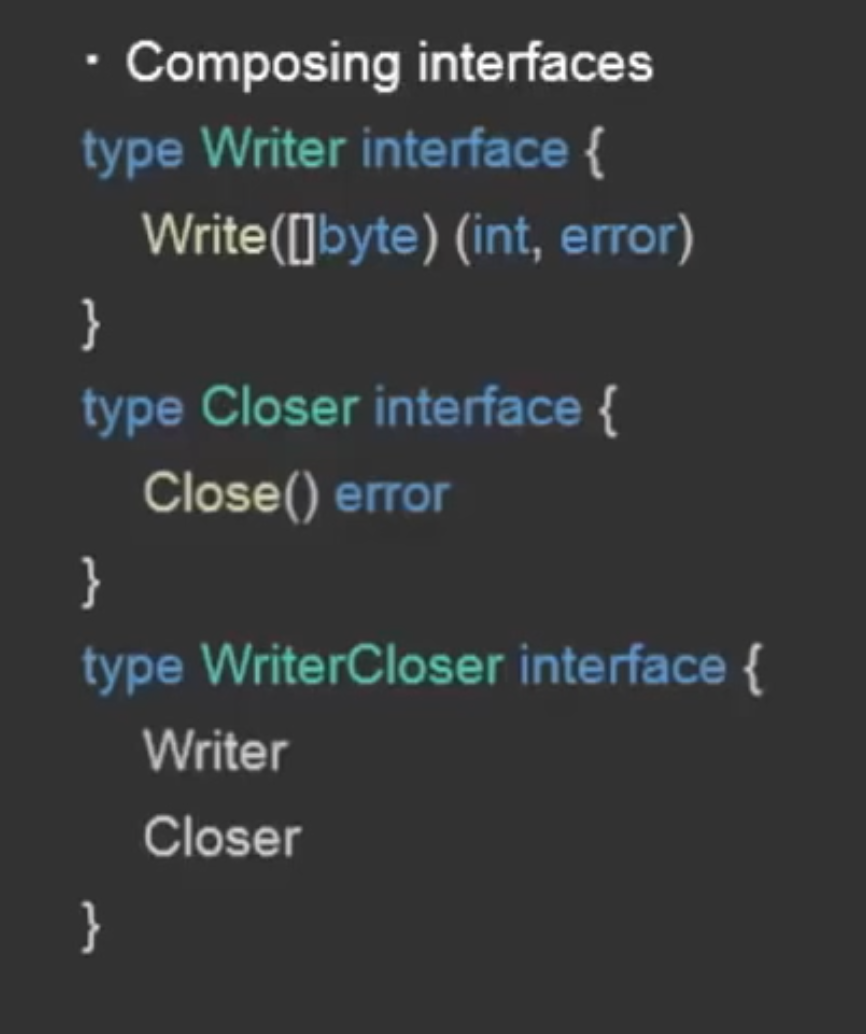 · Composing interfaces
type Writer interface {
    Write([]byte) (int, error)
}
type Closer interface {
    Close() error
}
type WriterCloser interface {
    Writer
    Closer
}